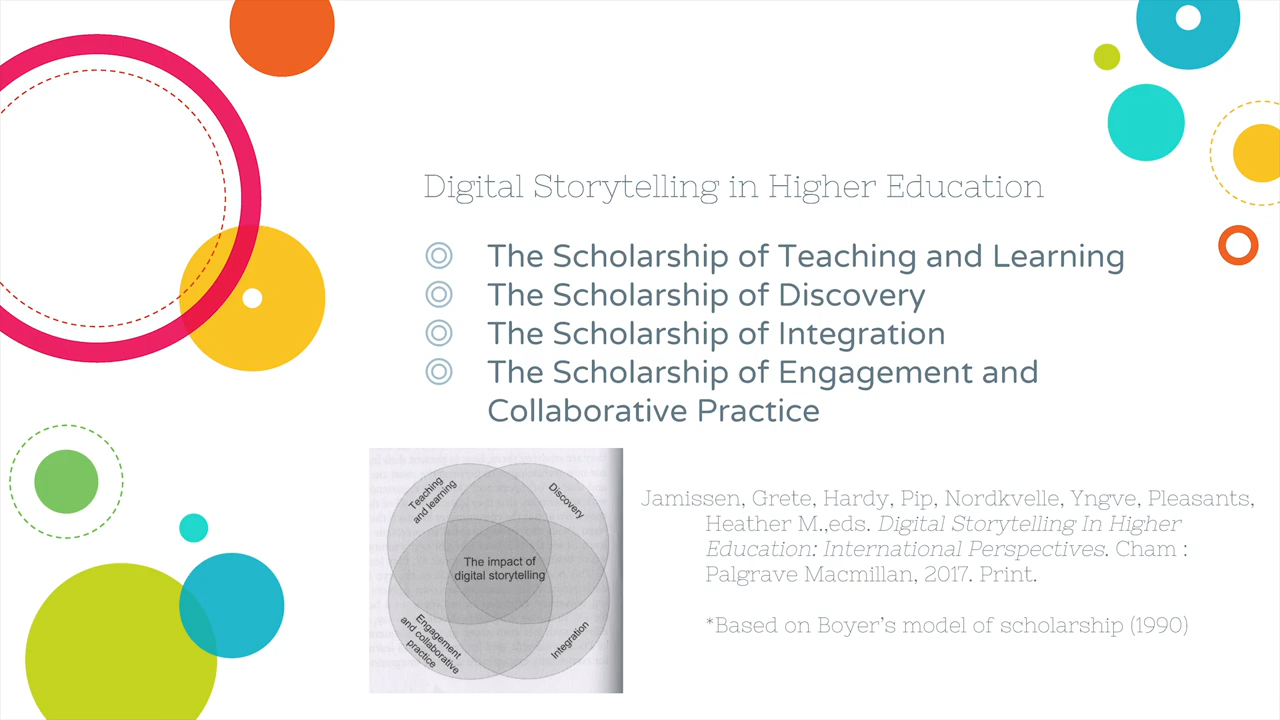 Digital Storytelling in Higher Education
The Scholarship of Teaching and Learning
The Scholarship of Discovery
The Scholarship of Integration
The Scholarship of Engagement and
Collaborative Practice
Teaching
and learning
Discovery
The impact of
digital storytelling
Engagement
and collaborative
practice
Integration
Jamissen, Grete, Hardy, Pip, Nordkvelle, Yngve, Pleasants,
Heather M.,eds. Digital Storytelling In Higher
Education: International Perspectives. Cham :
Palgrave Macmillan, 2017. Print.
*Based on Boyer's model of scholarship (1990)